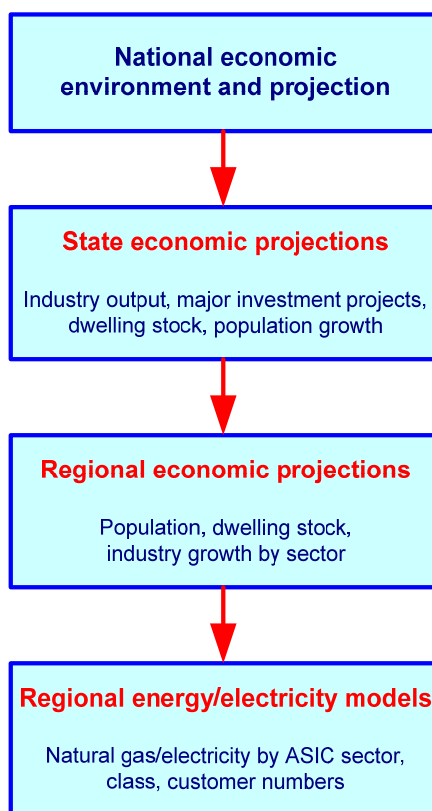 National economic
environment and projection
State economic projections
Industry output, major investment projects,
dwelling stock, population growth
Regional economic projections
Population, dwelling stock,
industry growth by sector
Regional energy/electricity models
Natural gas/electricity by ASIC sector,
class, customer numbers